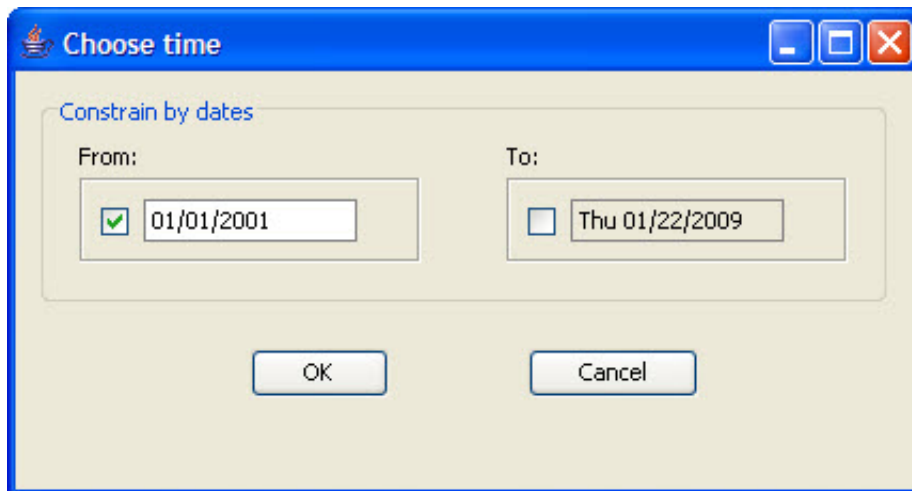 Choose time
Constrain by dates
From:
To:
01/01/2001
Thu 01/22/2009
OK
Cancel